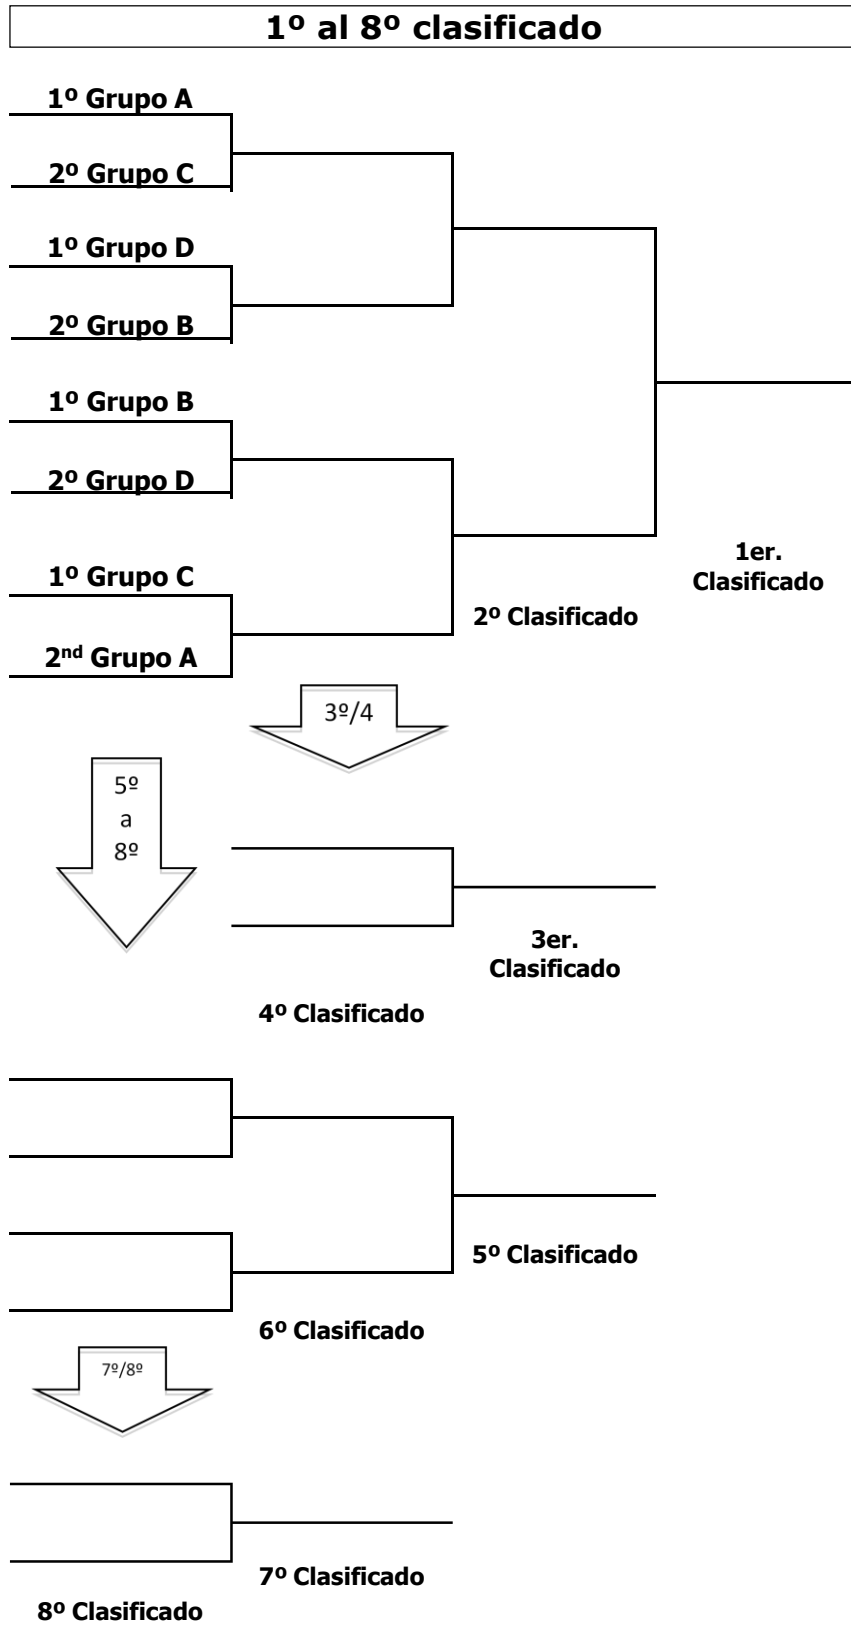 1º al 8º clasificado
1º Grupo A
2º Grupo C
1º Grupo D
2º Grupo B
1º Grupo B
2º Grupo D
1º Grupo C
2nd Grupo A
1er.
Clasificado
2º Clasificado
3º/4
5º
a
8º
3er.
Clasificado
4º Clasificado
5º Clasificado
6º Clasificado
7º/8º
7º Clasificado
8º Clasificado